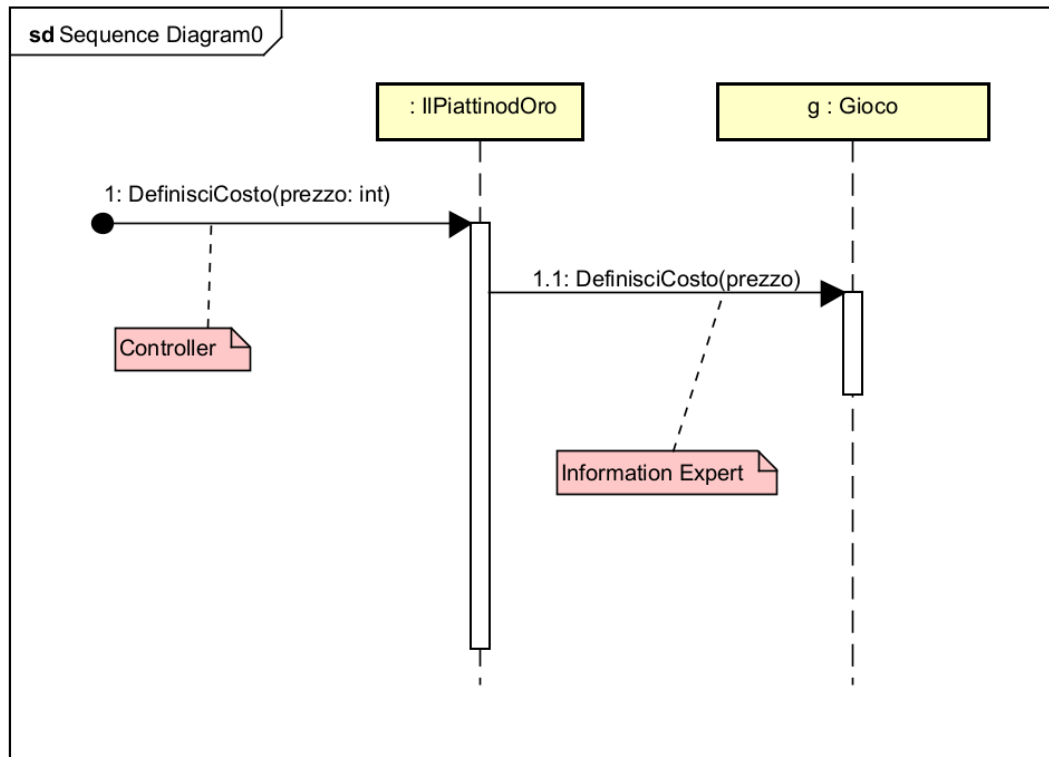 sd Sequence Diagram0
: IlPiattinodOro
g : Gioco
1: DefinisciCosto(prezzo: int)
1.1: DefinisciCosto(prezzo)
Controller
Information Expert